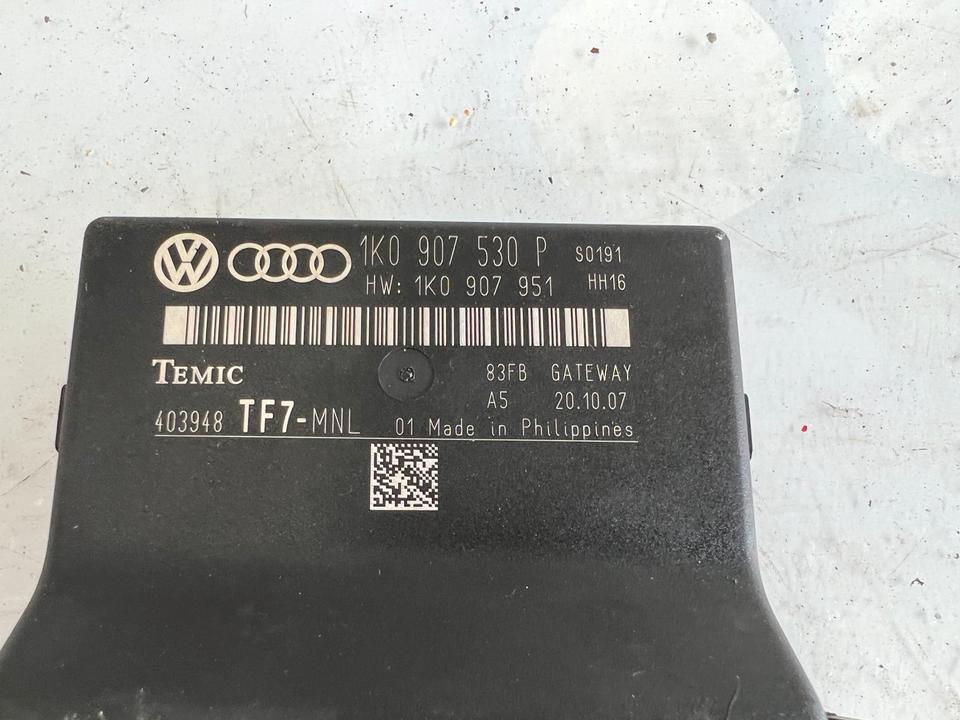 1K0 907 530 P S0191
HW: 1K0 907 951 HH16
TEMIC 83FB GATEWAY
A5 20.10.07
403948 TF7-MNL 01 Made in Philippines